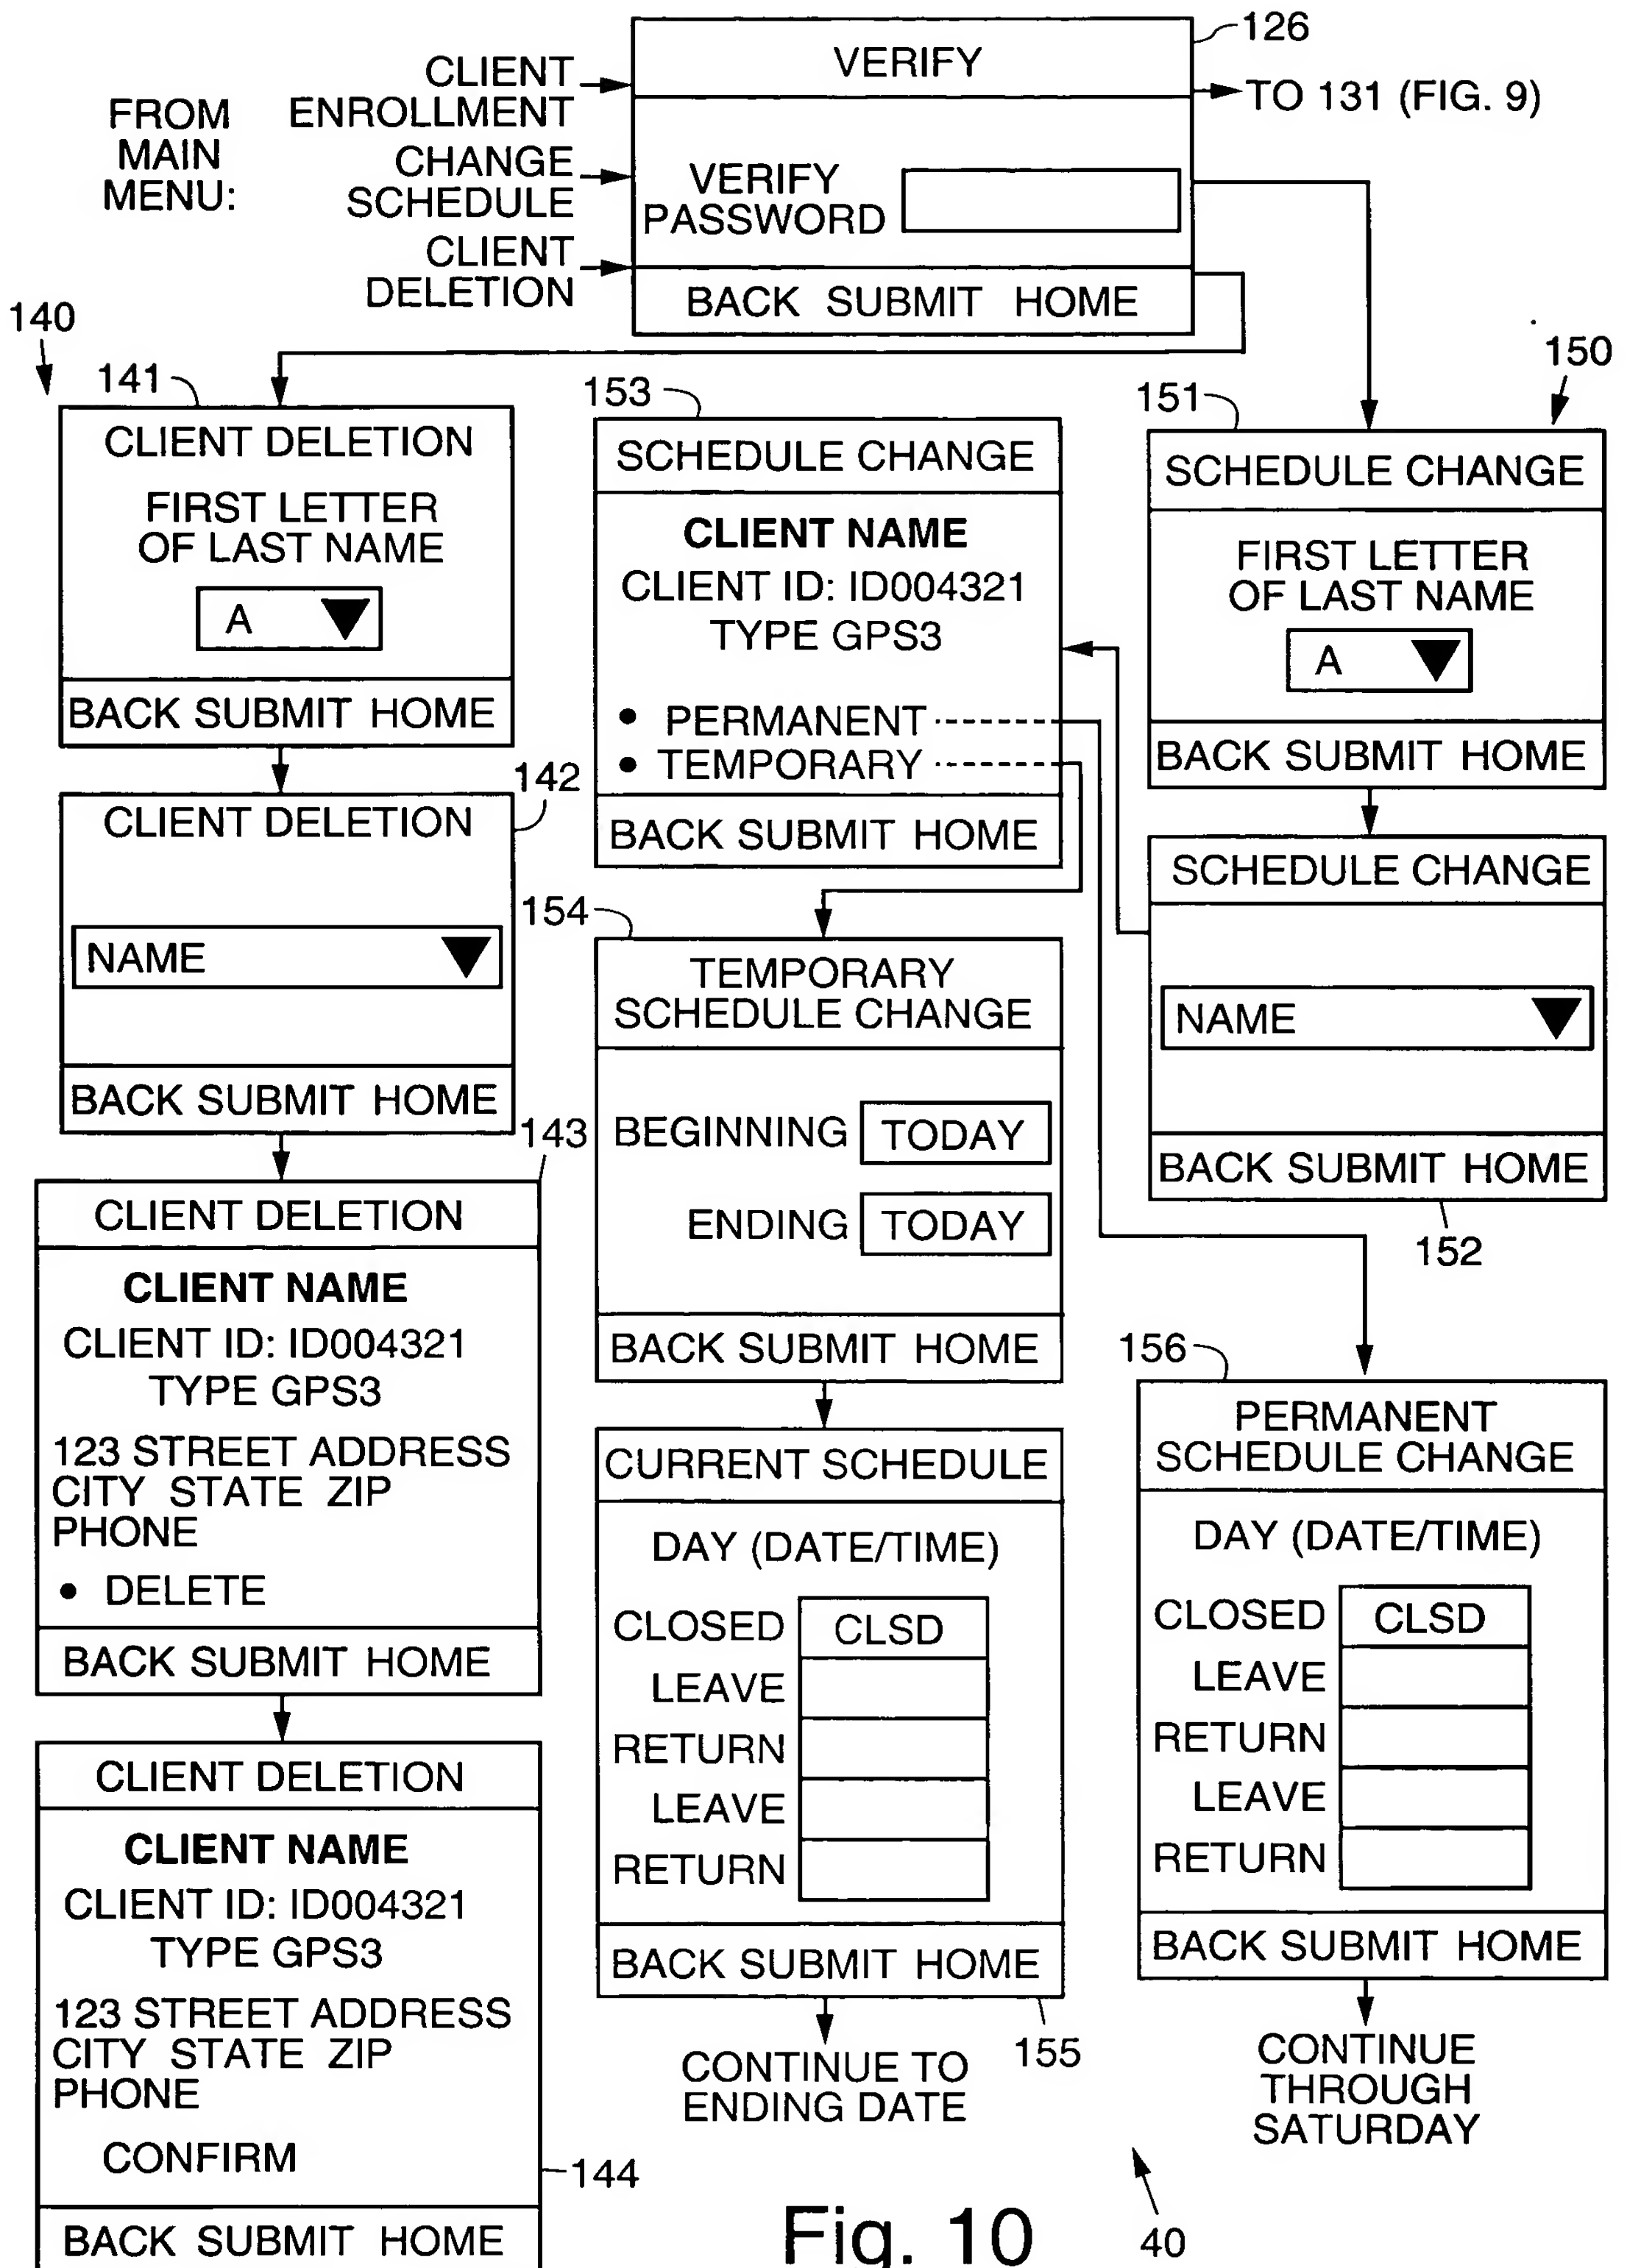 126
VERIFY
CLIENT
ENROLLMENT
TO 131 (FIG. 9)
FROM
MAIN
MENU:
CHANGE
SCHEDULE
VERIFY
PASSWORD
CLIENT
DELETION
BACK SUBMIT HOME
140
141
CLIENT DELETION
FIRST LETTER
OF LAST NAME
A
BACK SUBMIT HOME
142
CLIENT DELETION
NAME
BACK SUBMIT HOME
143
CLIENT DELETION
CLIENT NAME
CLIENT ID: ID004321
TYPE GPS3
123 STREET ADDRESS
CITY STATE ZIP
PHONE
• DELETE
BACK SUBMIT HOME
CLIENT DELETION
CLIENT NAME
CLIENT ID: ID004321
TYPE GPS3
123 STREET ADDRESS
CITY STATE ZIP
PHONE
CONFIRM
144
BACK SUBMIT HOME
153
SCHEDULE CHANGE
CLIENT NAME
CLIENT ID: ID004321
TYPE GPS3
• PERMANENT
• TEMPORARY
BACK SUBMIT HOME
154
TEMPORARY
SCHEDULE CHANGE
BEGINNING TODAY
ENDING TODAY
BACK SUBMIT HOME
CURRENT SCHEDULE
DAY (DATE/TIME)
CLOSED CLSD
LEAVE
RETURN
LEAVE
RETURN
BACK SUBMIT HOME
155
CONTINUE TO
ENDING DATE
150
151
SCHEDULE CHANGE
FIRST LETTER
OF LAST NAME
A
BACK SUBMIT HOME
SCHEDULE CHANGE
NAME
BACK SUBMIT HOME
152
156
PERMANENT
SCHEDULE CHANGE
DAY (DATE/TIME)
CLOSED CLSD
LEAVE
RETURN
LEAVE
RETURN
BACK SUBMIT HOME
CONTINUE
THROUGH
SATURDAY
Fig. 10
40